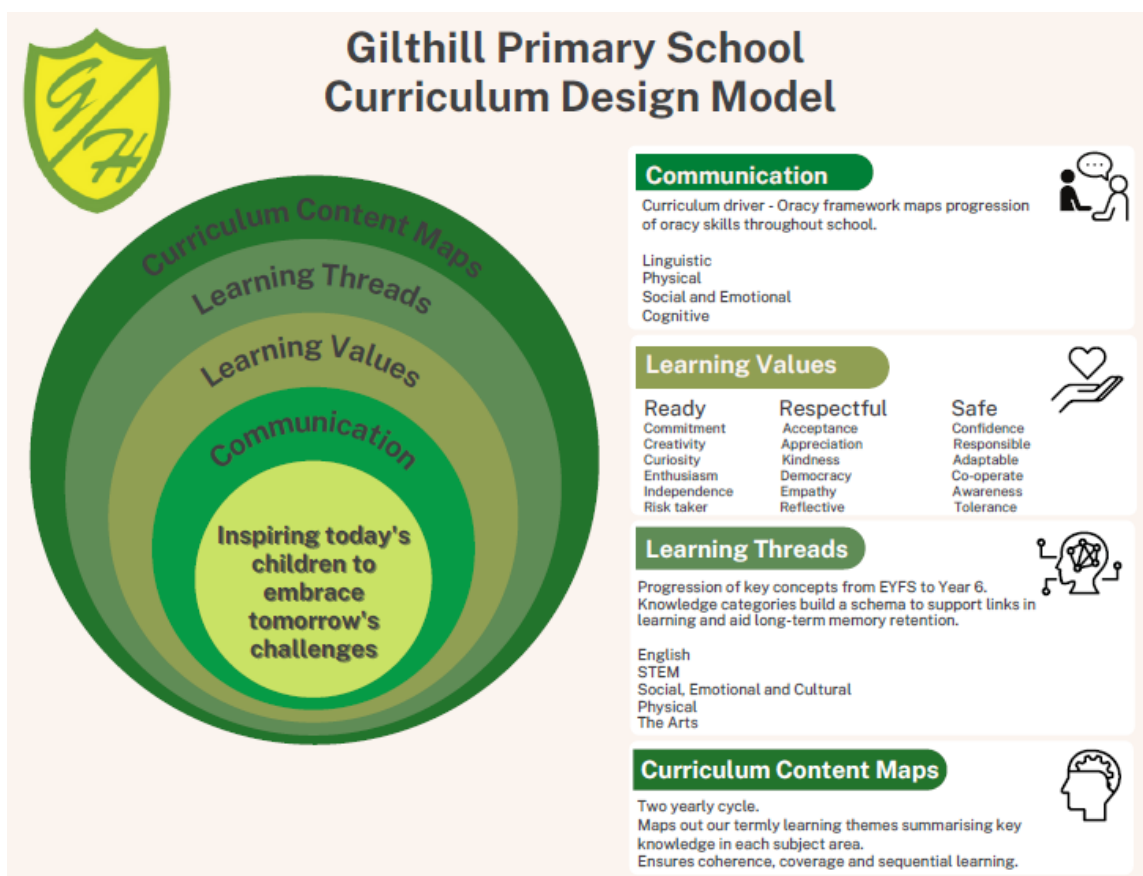 G/H
Gilthill Primary School
Curriculum Design Model
Curriculum Content Maps
Learning Threads
Learning Values
Communication
Inspiring today's
children to
embrace
tomorrow's
challenges
Communication
Curriculum driver - Oracy framework maps progression
of oracy skills throughout school.
Linguistic
Physical
Social and Emotional
Cognitive
Learning Values
Ready
Commitment
Creativity
Curiosity
Enthusiasm
Independence
Risk taker
Respectful
Acceptance
Appreciation
Kindness
Democracy
Empathy
Reflective
Safe
Confidence
Responsible
Adaptable
Co-operate
Awareness
Tolerance
Learning Threads
Progression of key concepts from EYFS to Year 6.
Knowledge categories build a schema to support links in
learning and aid long-term memory retention.
English
STEM
Social, Emotional and Cultural
Physical
The Arts
Curriculum Content Maps
Two yearly cycle.
Maps out our termly learning themes summarising key
knowledge in each subject area.
Ensures coherence, coverage and sequential learning.